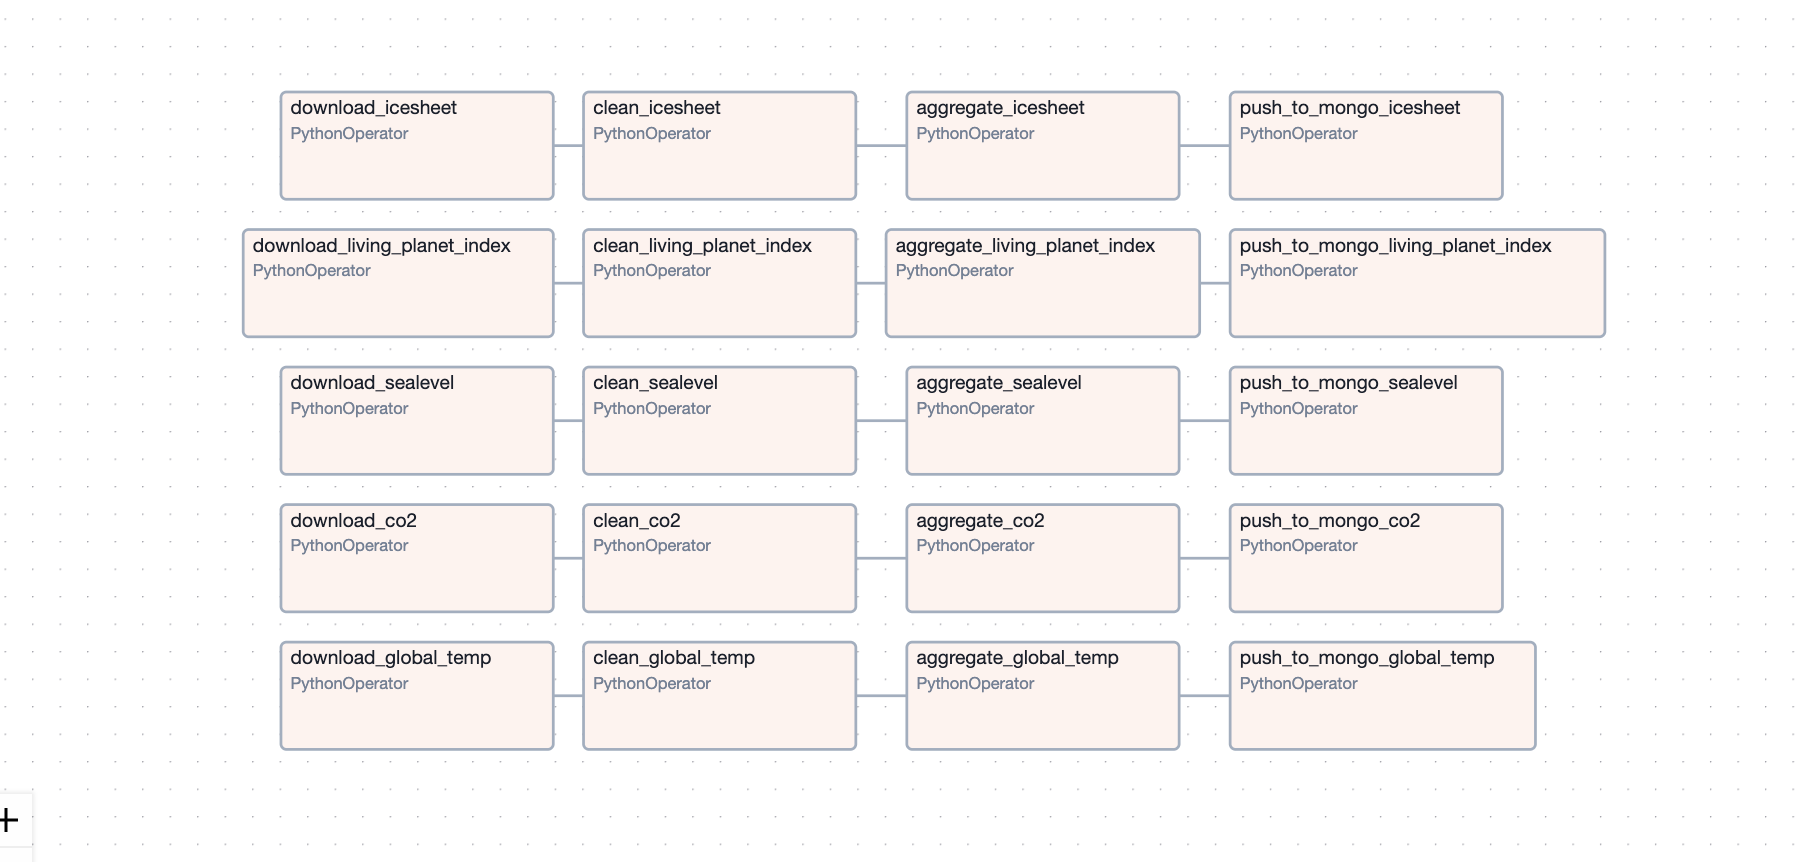 download_icesheet
PythonOperator
clean_icesheet
PythonOperator
aggregate_icesheet
PythonOperator
push_to_mongo_icesheet
PythonOperator
download_living_planet_index
PythonOperator
clean_living_planet_index
PythonOperator
aggregate_living_planet_index
PythonOperator
push_to_mongo_living_planet_index
PythonOperator
download_sealevel
PythonOperator
clean_sealevel
PythonOperator
aggregate_sealevel
PythonOperator
push_to_mongo_sealevel
PythonOperator
download_co2
PythonOperator
clean_co2
PythonOperator
aggregate_co2
PythonOperator
push_to_mongo_co2
PythonOperator
download_global_temp
PythonOperator
clean_global_temp
PythonOperator
aggregate_global_temp
PythonOperator
push_to_mongo_global_temp
PythonOperator